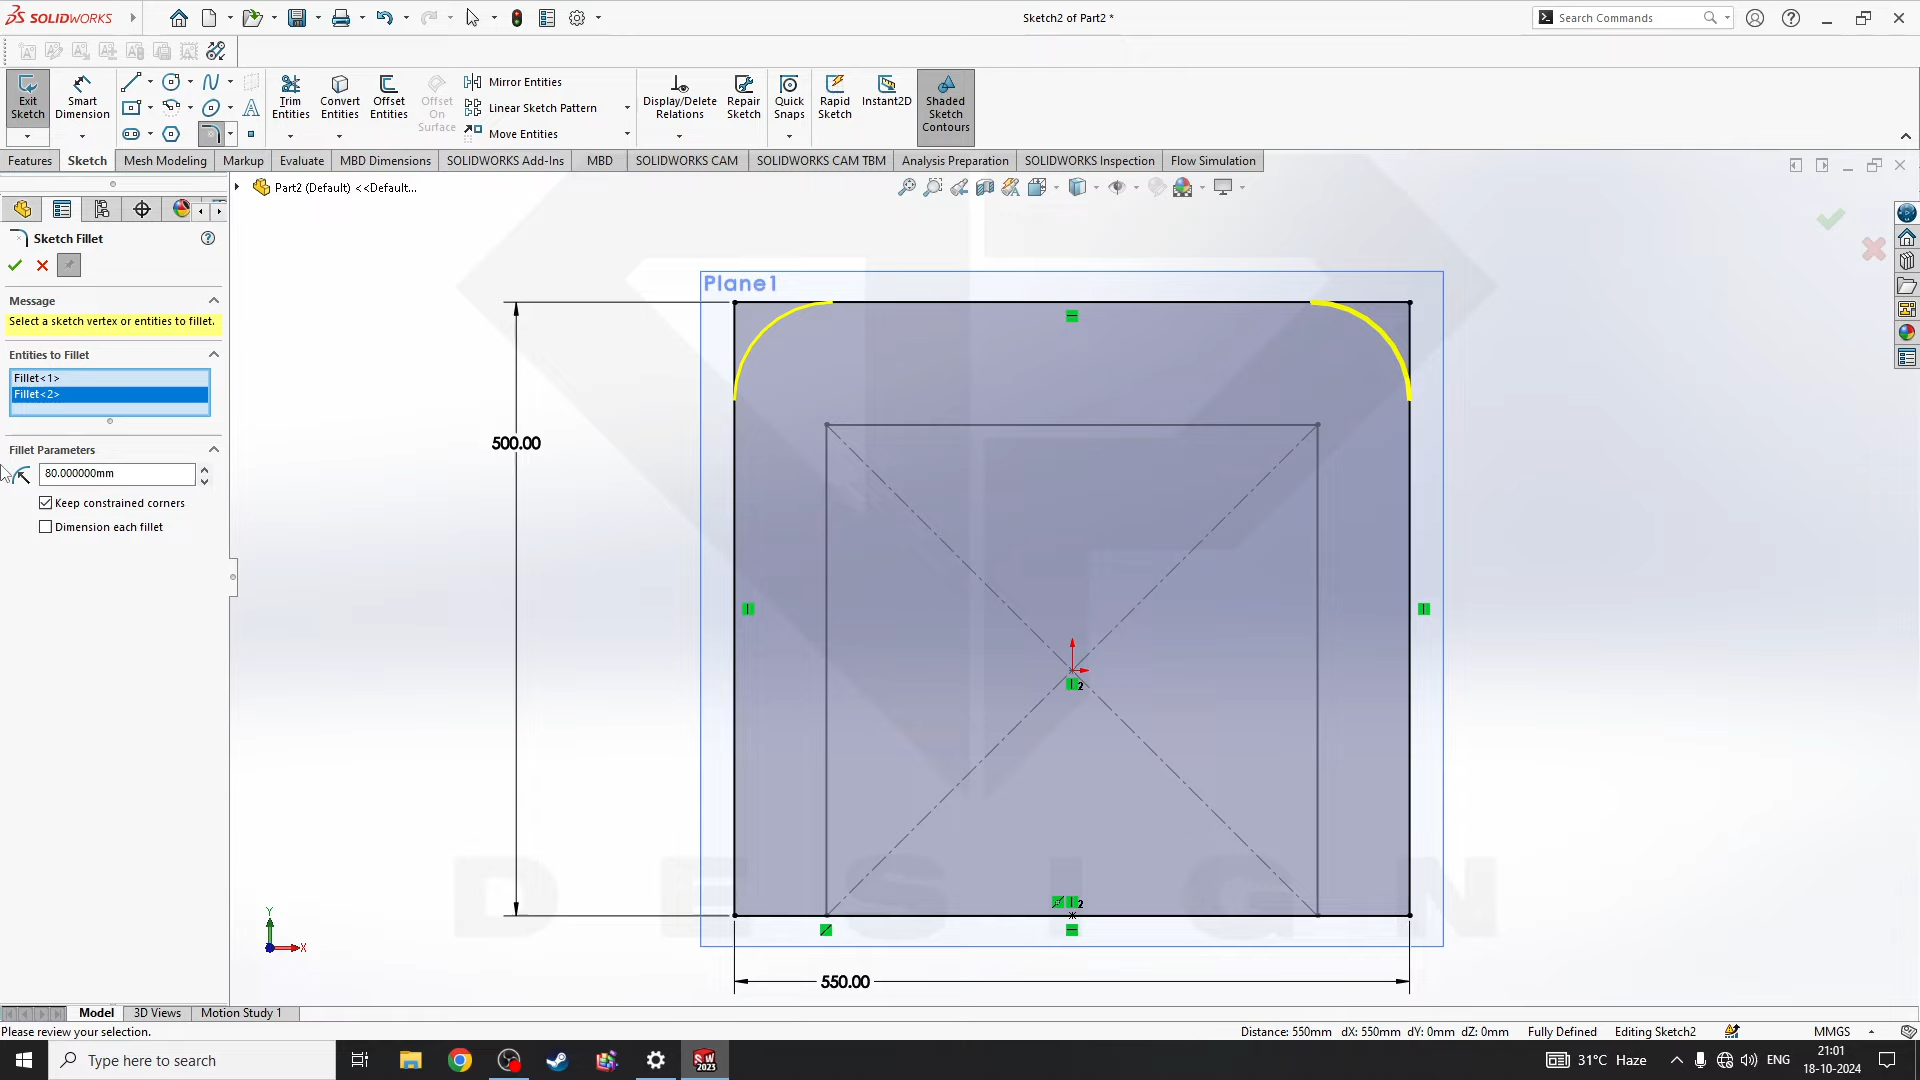 SOLIDWORKS
Sketch2 of Part2 *
Search Commands
Exit Sketch
Smart Dimension
Trim Entities
Convert Entities
Offset Entities
Offset On Surface
Mirror Entities
Linear Sketch Pattern
Move Entities
Display/Delete Relations
Repair Sketch
Quick Snaps
Rapid Sketch
Instant2D
Shaded Sketch Contours
Features
Sketch
Mesh Modeling
Markup
Evaluate
MBD Dimensions
SOLIDWORKS Add-Ins
MBD
SOLIDWORKS CAM
SOLIDWORKS CAM TBM
Analysis Preparation
SOLIDWORKS Inspection
Flow Simulation
Part2 (Default) <<Default...
Sketch Fillet
Message
Select a sketch vertex or entities to fillet.
Entities to Fillet
Fillet<1>
Fillet<2>
Fillet Parameters
80.000000mm
Keep constrained corners
Dimension each fillet
Plane1
500.00
2
2
550.00
DESIGN
Y
X
Model
3D Views
Motion Study 1
Please review your selection.
Distance: 550mm dX: 550mm dY: 0mm dZ: 0mm
Fully Defined
Editing Sketch2
MMGS
Type here to search
SW
2023
31°C Haze
ENG
21:01
18-10-2024